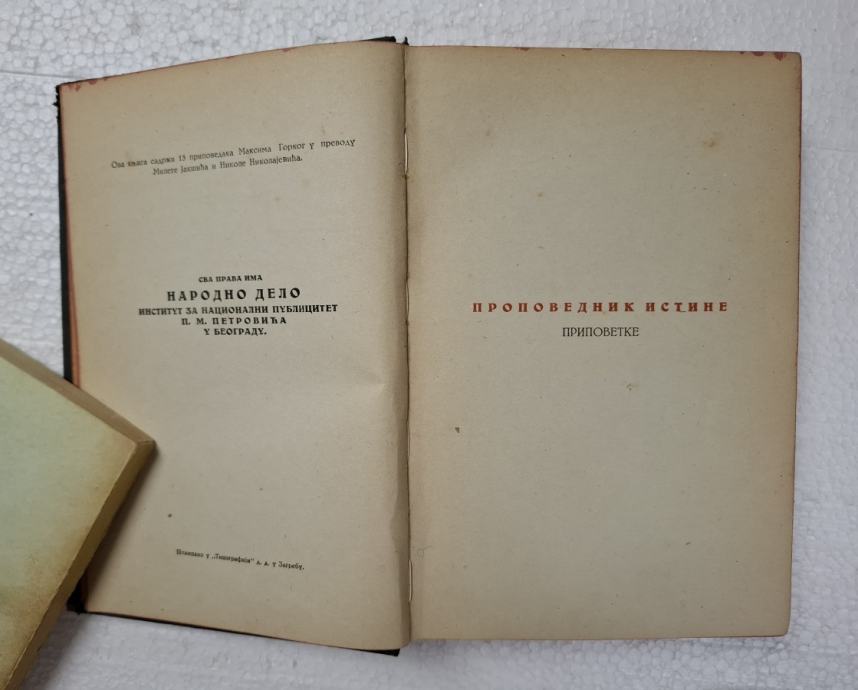 Ова књига садржи 13 приповедака Максима Горког у преводу
Милете Јакшића и Николе Николајевића.
СВА ПРАВА ИМА
НАРОДНО ДЕЛО
ИНСТИТУТ ЗА НАЦИОНАЛНИ ПУБЛИЦИТЕТ
П. М. ПЕТРОВИЋА
У БЕОГРАДУ.
Штампано у „Типографији" д. д. у Загребу.
ПРОПОВЕДНИК ИСТИНЕ
ПРИПОВЕТКЕ